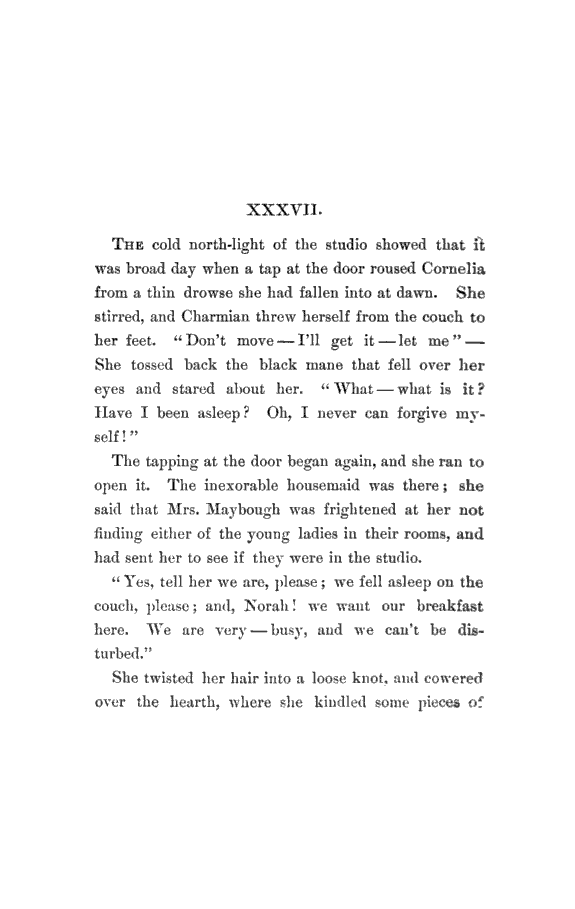 XXXVII.
THE cold north-light of the studio showed that it
was broad day when a tap at the door roused Cornelia
from a thin drowse she had fallen into at dawn. She
stirred, and Charmian threw herself from the couch to
her feet. “Don't move—I'll get it—let me”—
She tossed back the black mane that fell over her
eyes and stared about her. “What—what is it?
Have I been asleep? Oh, I never can forgive my-
self!”
The tapping at the door began again, and she ran to
open it. The inexorable housemaid was there; she
said that Mrs. Maybough was frightened at her not
finding either of the young ladies in their rooms, and
had sent her to see if they were in the studio.
“Yes, tell her we are, please; we fell asleep on the
couch, please; and, Norah! we want our breakfast
here. We are very—busy, and we can't be dis-
turbed.”
She twisted her hair into a loose knot, and cowered
over the hearth, where she kindled some pieces of